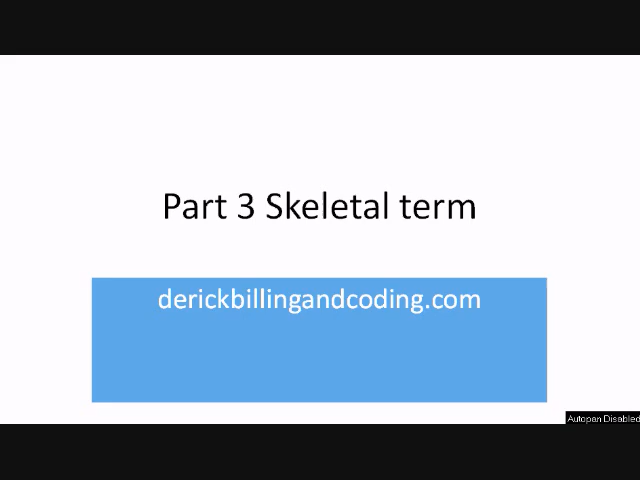 Part 3 Skeletal term
derickbillingandcoding.com
Autopan Disabled